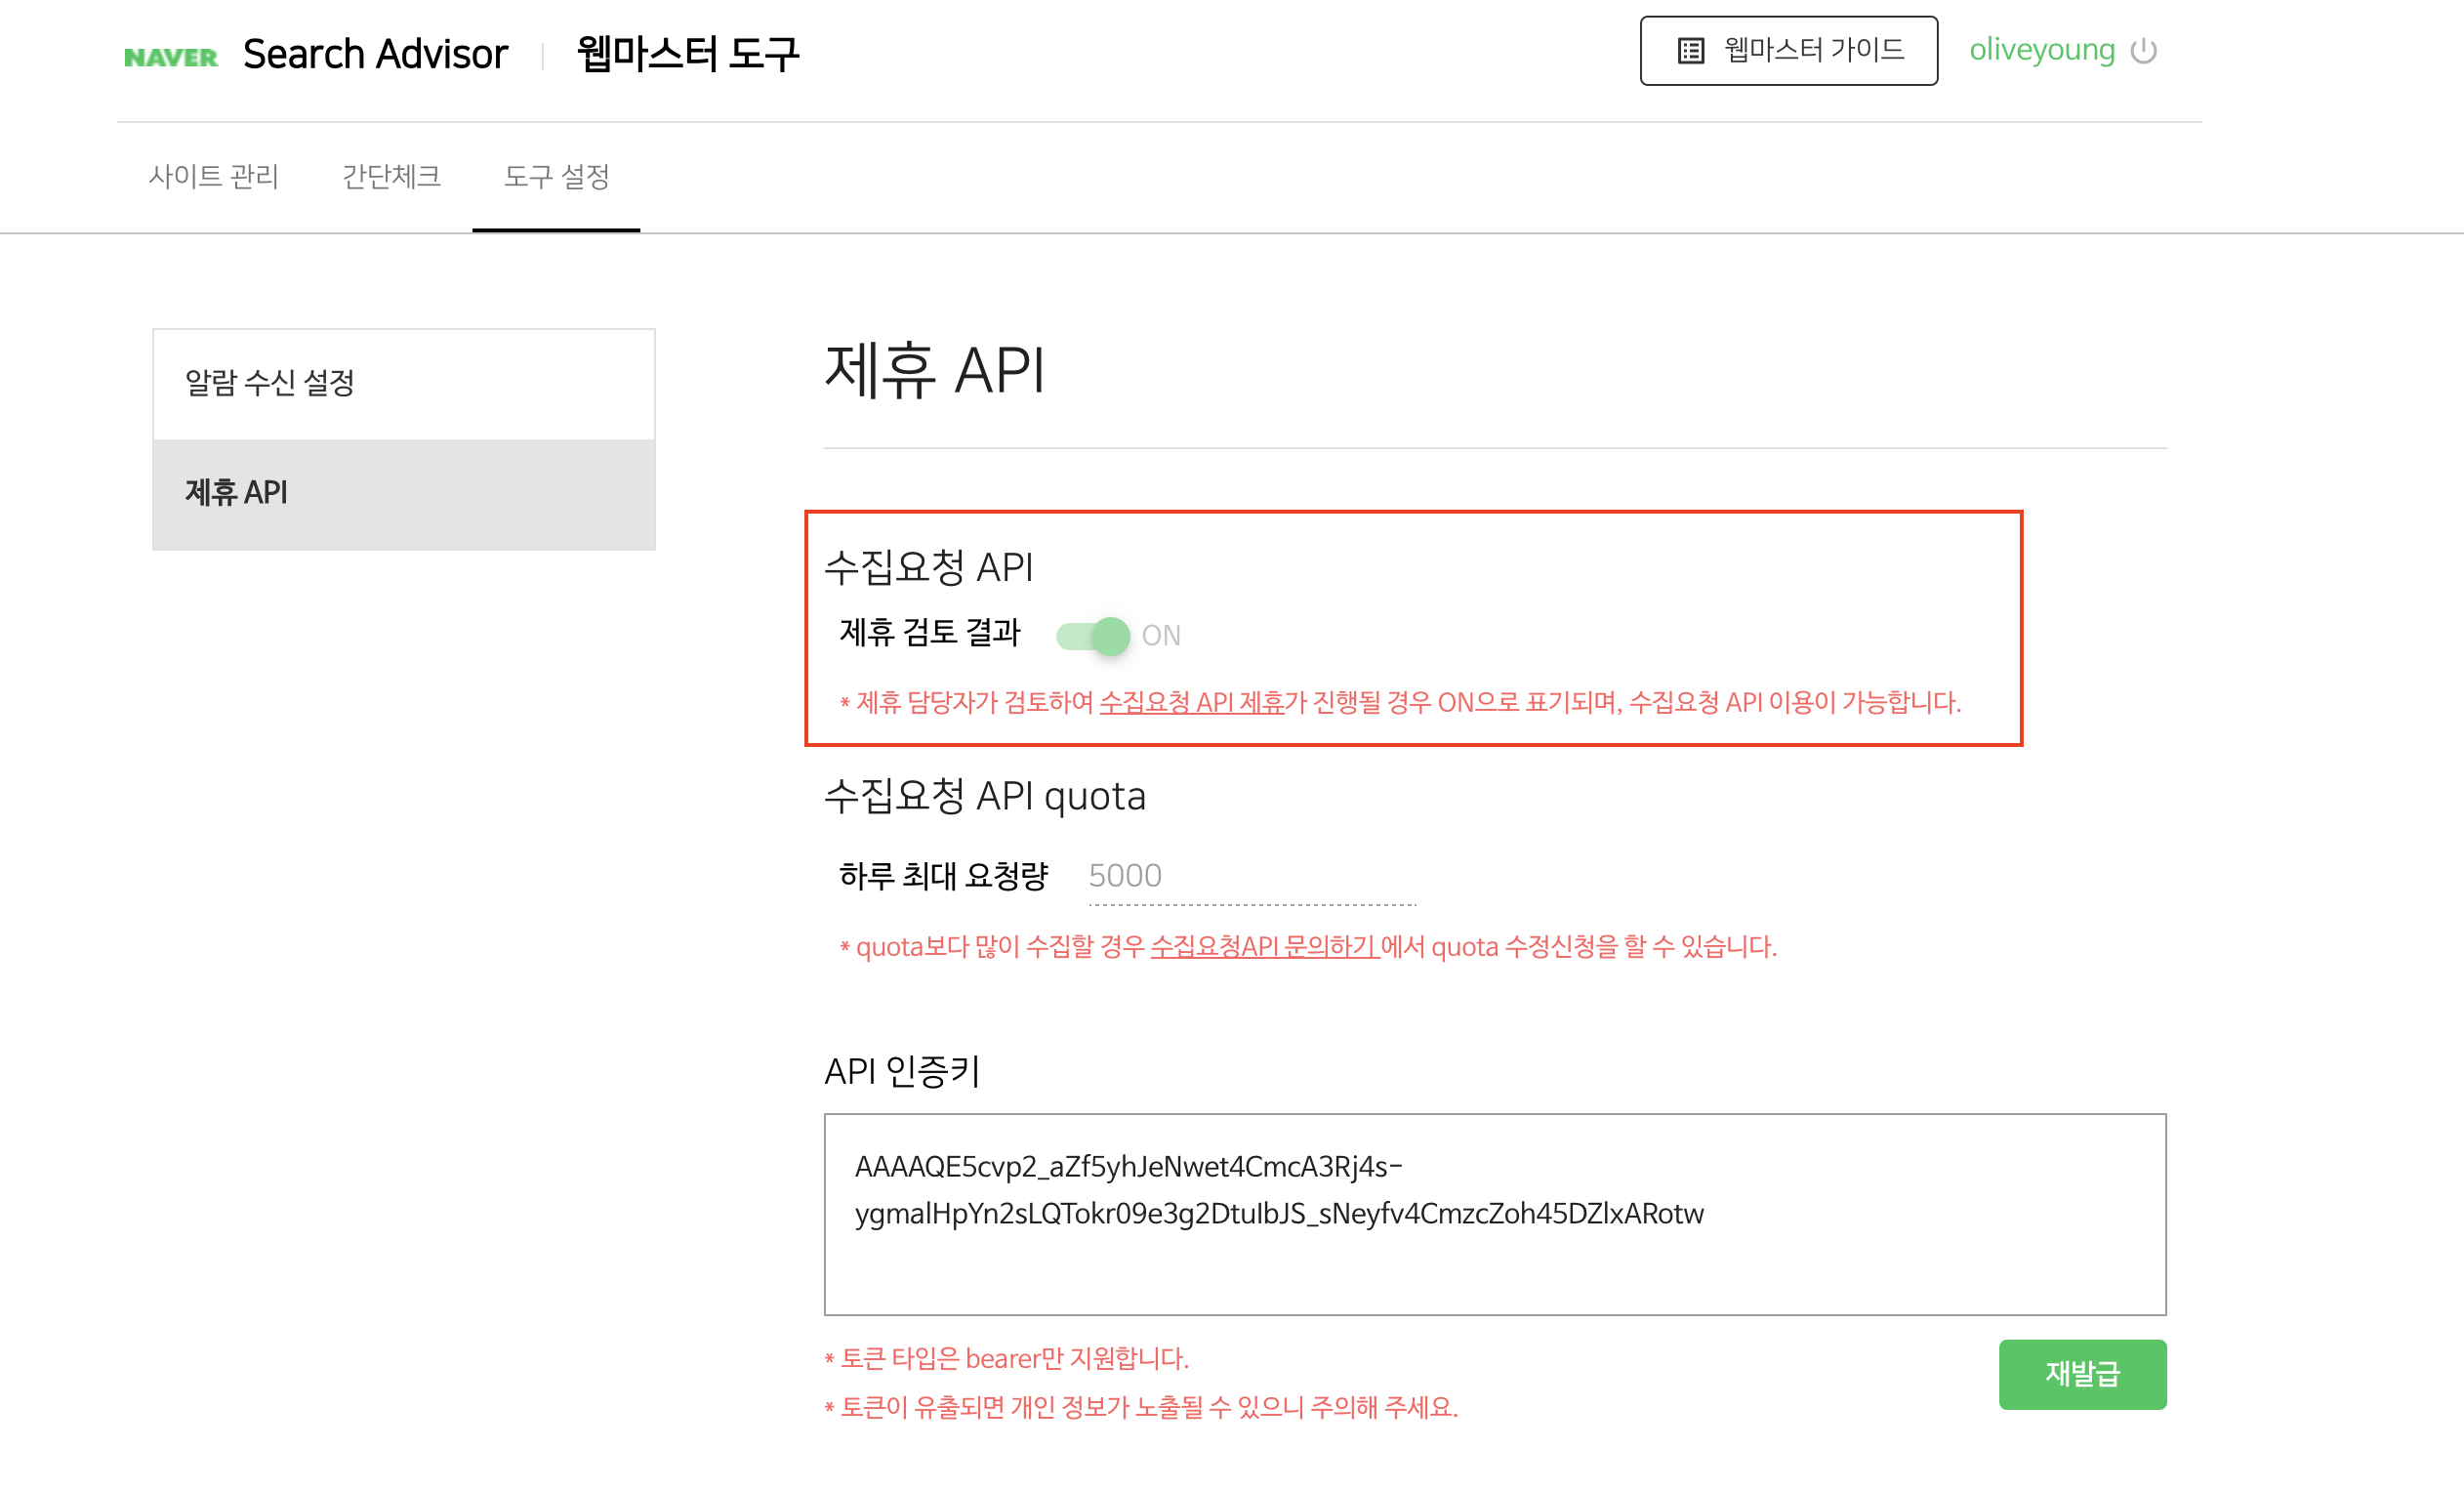 NAVER Search Advisor 웹마스터 도구 웹마스터 가이드 oliveyoung
사이트 관리 간단체크 도구 설정
알람 수신 설정
제휴 API
제휴 API
수집요청 API
제휴 검토 결과 ON
* 제휴 담당자가 검토하여 수집요청 API 제휴가 진행될 경우 ON으로 표기되며, 수집요청 API 이용이 가능합니다.
수집요청 API quota
하루 최대 요청량 5000
* quota보다 많이 수집할 경우 수집요청API 문의하기 에서 quota 수정신청을 할 수 있습니다.
API 인증키
AAAAQE5cvp2_aZf5yhJeNwet4CmcA3Rj4s-
ygmalHpYn2sLQTokr09e3g2DtuIbJS_sNeyfv4CmzcZoh45DZlxARotw
* 토큰 타입은 bearer만 지원합니다.
재발급
* 토큰이 유출되면 개인 정보가 노출될 수 있으니 주의해 주세요.